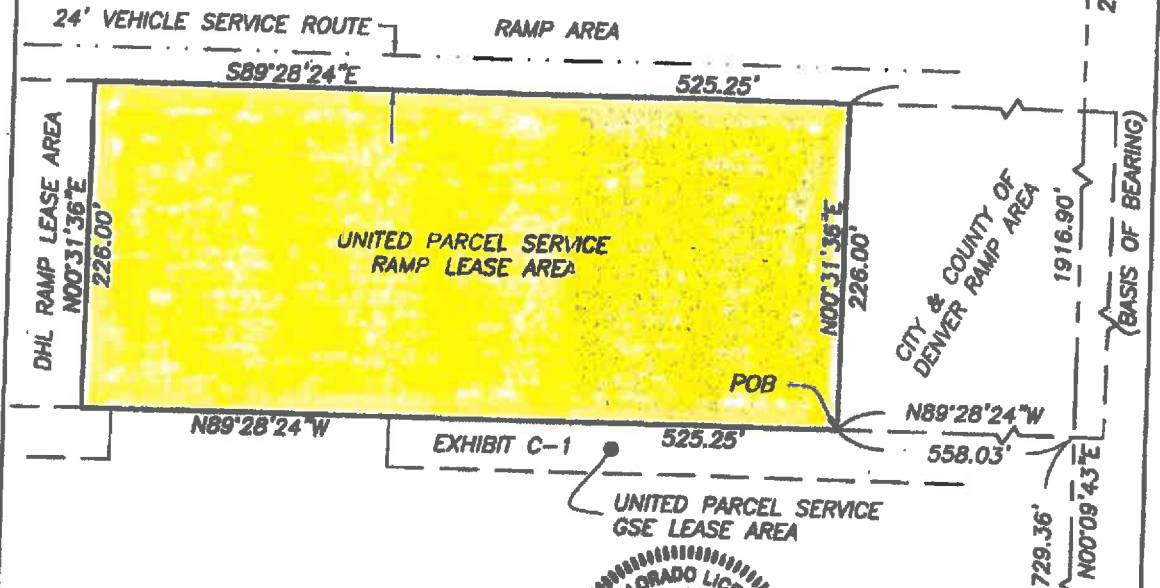 24' VEHICLE SERVICE ROUTE
RAMP AREA
S89°28'24"E
525.25'
DHL RAMP LEASE AREA
N00°31'36"E
226.00'
UNITED PARCEL SERVICE
RAMP LEASE AREA
N00°31'36"E
226.00'
CITY & COUNTY OF
DENVER RAMP AREA
1916.90'
(BASIS OF BEARING)
POB
N89°28'24"W
525.25'
N89°28'24"W
558.03'
EXHIBIT C-1
UNITED PARCEL SERVICE
GSE LEASE AREA
729.36'
N00°09'43"E